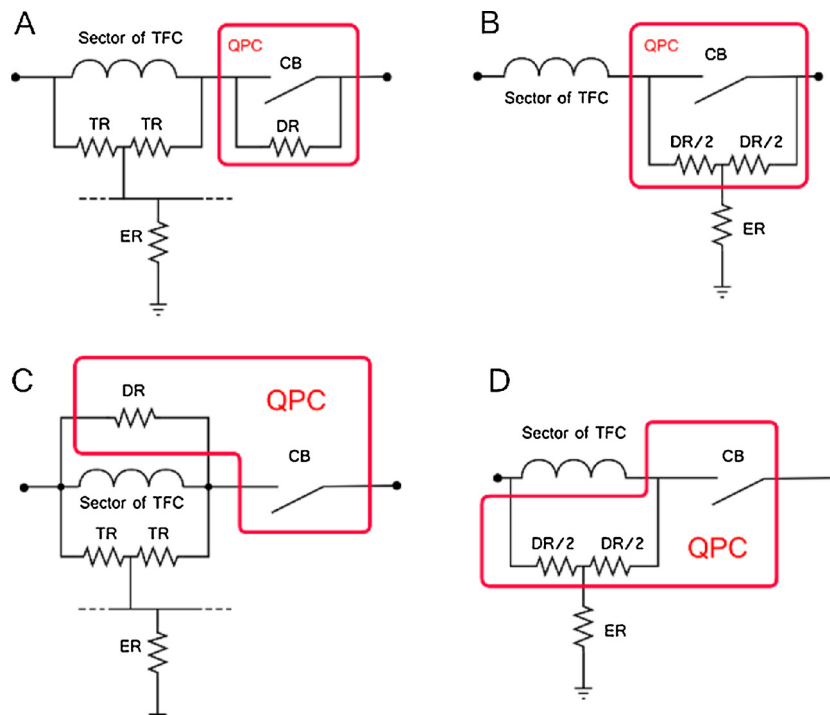 A
Sector of TFC
QPC
CB
TR TR
DR
ER
B
QPC
CB
Sector of TFC
DR/2 DR/2
ER
C
DR
QPC
CB
Sector of TFC
TR TR
ER
D
Sector of TFC
CB
DR/2 DR/2
QPC
ER